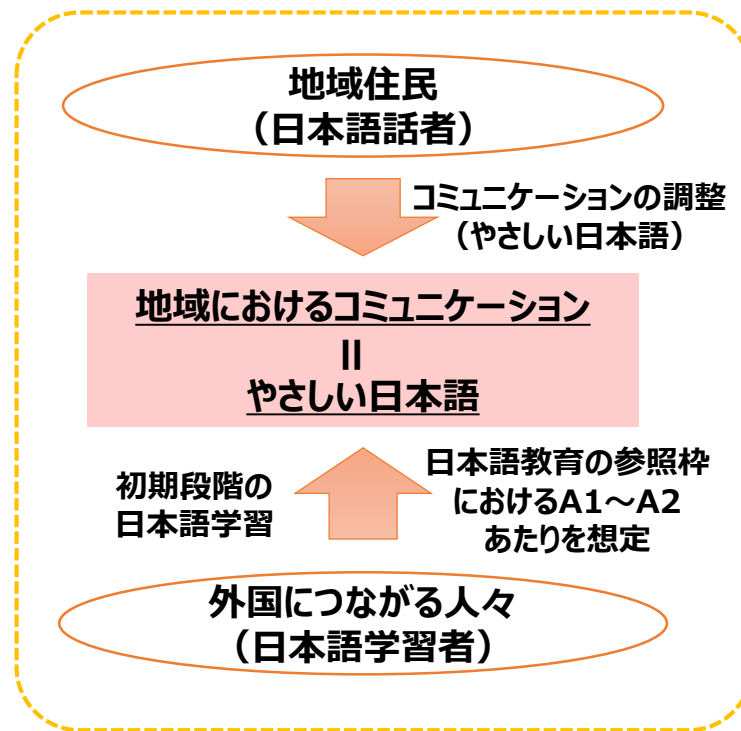 地域住民
（日本語話者）
コミュニケーションの調整
（やさしい日本語）
地域におけるコミュニケーション
＝
やさしい日本語
初期段階の
日本語学習
日本語教育の参照枠
におけるA1～A2
あたりを想定
外国につながる人々
（日本語学習者）